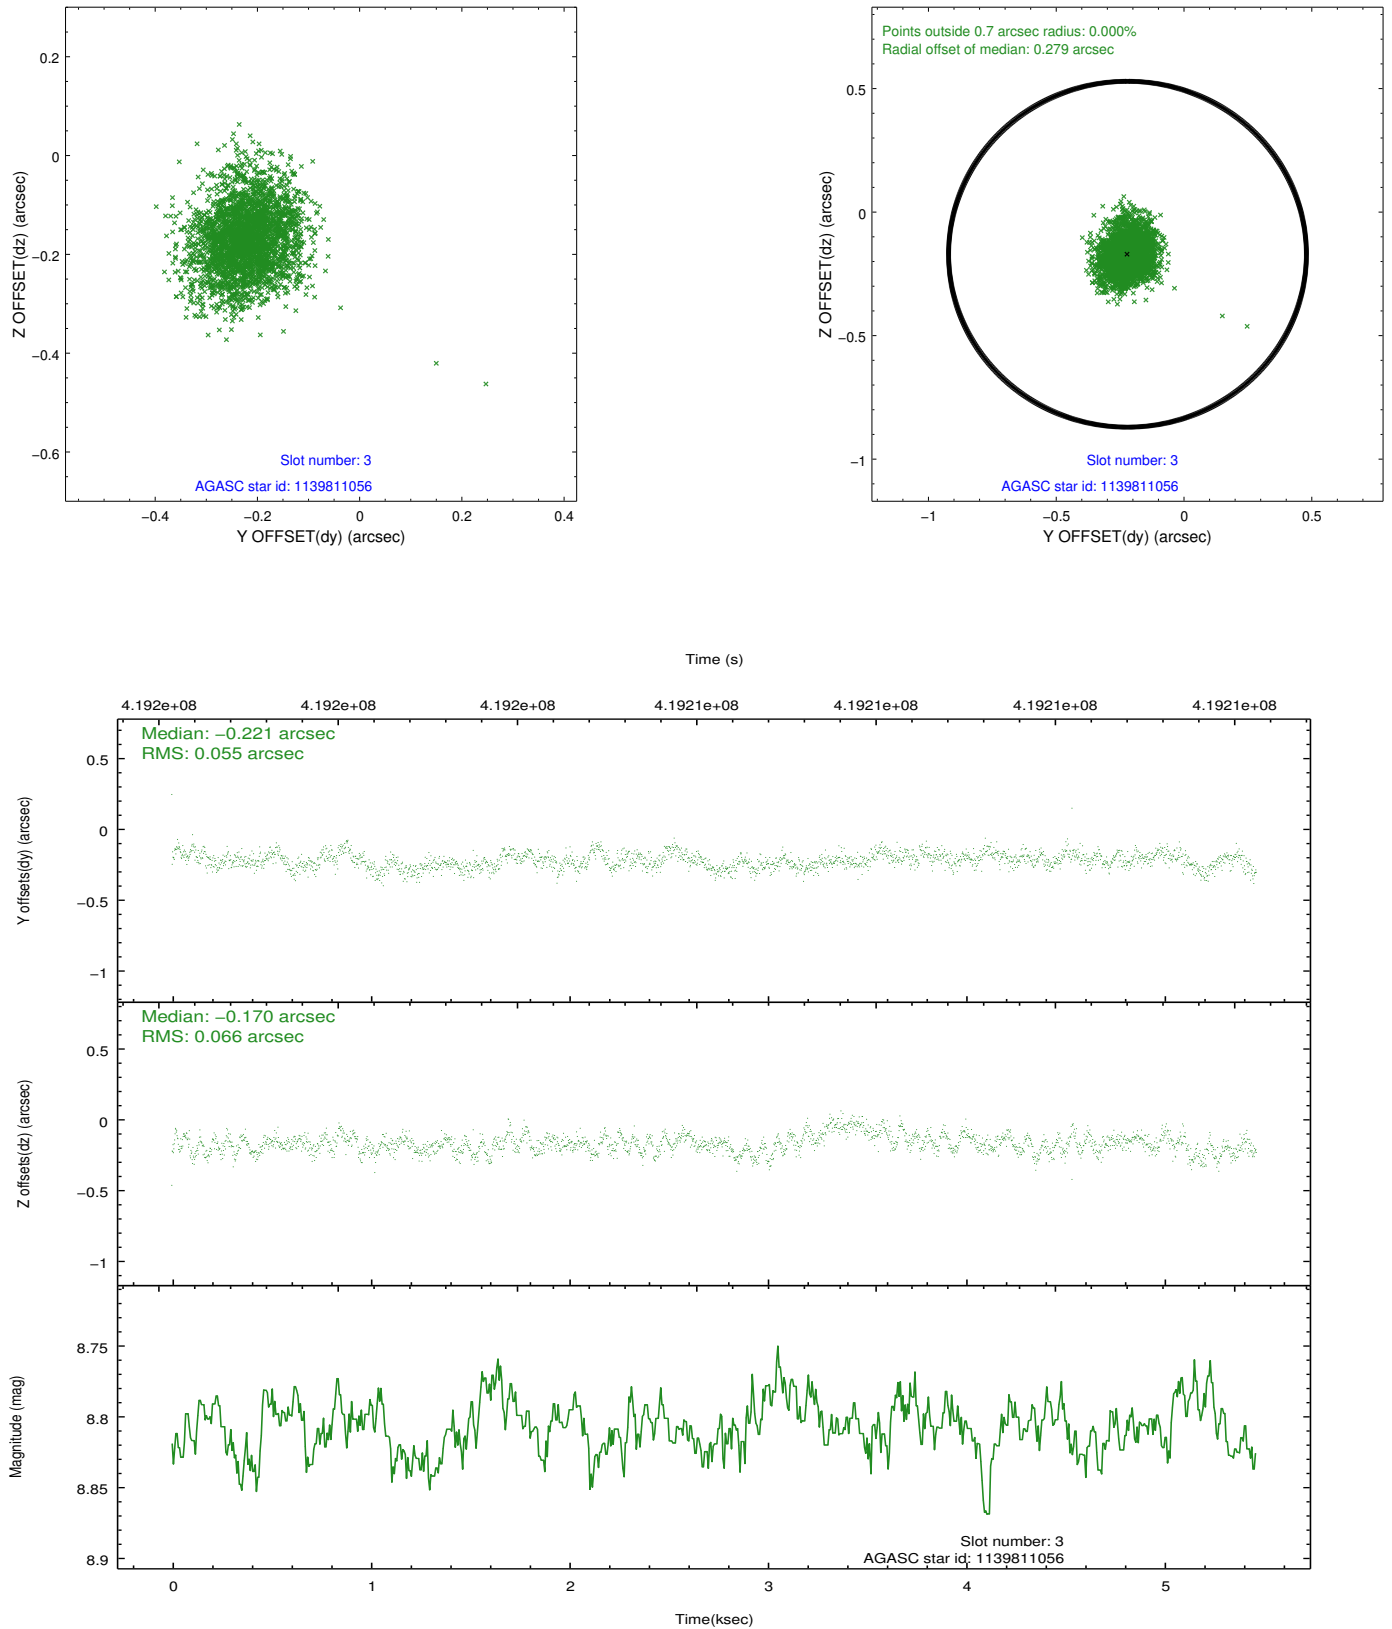 0.2
0
−0.2
−0.4
−0.6
Z OFFSET(dz) (arcsec)
Slot number: 3
AGASC star id: 1139811056
−0.4
−0.2
0
0.2
0.4
Y OFFSET(dy) (arcsec)
Points outside 0.7 arcsec radius: 0.000%
Radial offset of median: 0.279 arcsec
0.5
0
−0.5
−1
Z OFFSET(dz) (arcsec)
Slot number: 3
AGASC star id: 1139811056
−1
−0.5
0
0.5
Y OFFSET(dy) (arcsec)
Time (s)
4.192e+08
4.192e+08
4.192e+08
4.1921e+08
4.1921e+08
4.1921e+08
4.1921e+08
Median: −0.221 arcsec
RMS: 0.055 arcsec
0.5
0
−0.5
−1
Y offsets(dy) (arcsec)
Median: −0.170 arcsec
RMS: 0.066 arcsec
0.5
0
−0.5
−1
Z offsets(dz) (arcsec)
8.75
8.8
8.85
8.9
Magnitude (mag)
Slot number: 3
AGASC star id: 1139811056
0
1
2
3
4
5
Time(ksec)